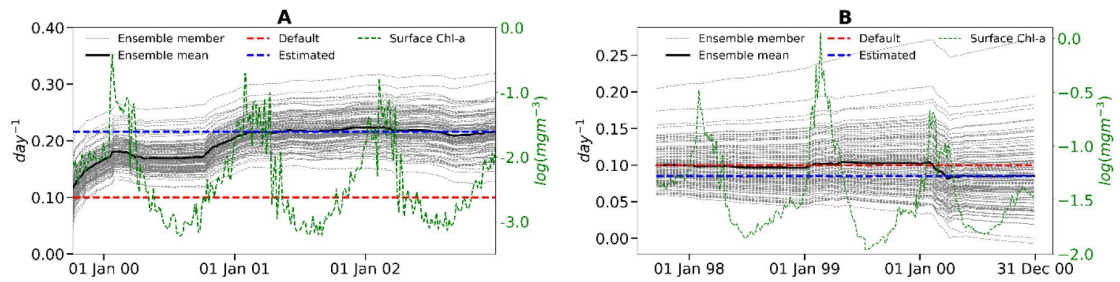 A
0.40
0.30
0.20
0.10
0.00
day⁻¹
Ensemble member
Ensemble mean
Default
Estimated
Surface Chl-a
0.0
−1.0
−2.0
−3.0
log(mgm⁻³)
01 Jan 00
01 Jan 01
01 Jan 02
B
0.25
0.20
0.15
0.10
0.05
0.00
day⁻¹
Ensemble member
Ensemble mean
Default
Estimated
Surface Chl-a
0.0
−0.5
−1.0
−1.5
−2.0
log(mgm⁻³)
01 Jan 98
01 Jan 99
01 Jan 00
31 Dec 00